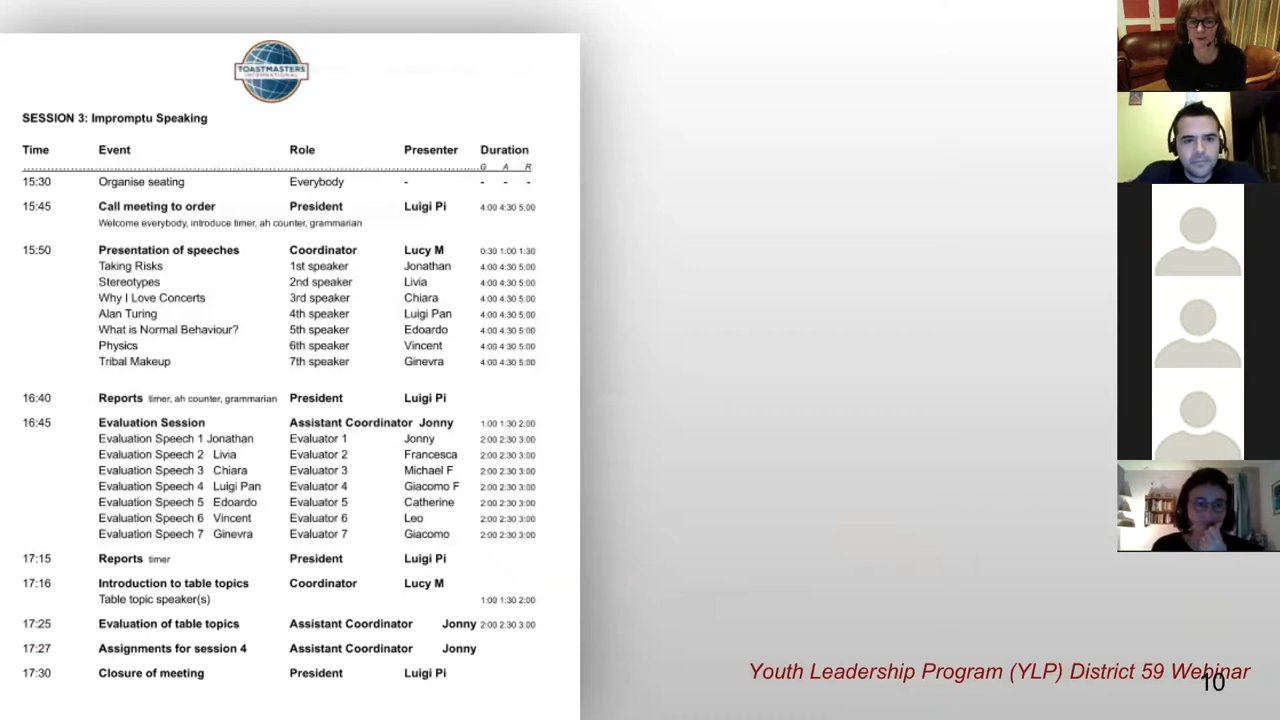 TOASTMASTERS
INTERNATIONAL
SESSION 3: Impromptu Speaking
Time Event Role Presenter Duration
G A R
15:30 Organise seating Everybody - - - -
15:45 Call meeting to order President Luigi Pi 4:00 4:30 5:00
Welcome everybody, introduce timer, ah counter, grammarian
15:50 Presentation of speeches Coordinator Lucy M 0:30 1:00 1:30
Taking Risks 1st speaker Jonathan 4:00 4:30 5:00
Stereotypes 2nd speaker Livia 4:00 4:30 5:00
Why I Love Concerts 3rd speaker Chiara 4:00 4:30 5:00
Alan Turing 4th speaker Luigi Pan 4:00 4:30 5:00
What is Normal Behaviour? 5th speaker Edoardo 4:00 4:30 5:00
Physics 6th speaker Vincent 4:00 4:30 5:00
Tribal Makeup 7th speaker Ginevra 4:00 4:30 5:00
16:40 Reports timer, ah counter, grammarian President Luigi Pi
16:45 Evaluation Session Assistant Coordinator Jonny 1:00 1:30 2:00
Evaluation Speech 1 Jonathan Evaluator 1 Jonny 2:00 2:30 3:00
Evaluation Speech 2 Livia Evaluator 2 Francesca 2:00 2:30 3:00
Evaluation Speech 3 Chiara Evaluator 3 Michael F 2:00 2:30 3:00
Evaluation Speech 4 Luigi Pan Evaluator 4 Giacomo F 2:00 2:30 3:00
Evaluation Speech 5 Edoardo Evaluator 5 Catherine 2:00 2:30 3:00
Evaluation Speech 6 Vincent Evaluator 6 Leo 2:00 2:30 3:00
Evaluation Speech 7 Ginevra Evaluator 7 Giacomo 2:00 2:30 3:00
17:15 Reports timer President Luigi Pi
17:16 Introduction to table topics Coordinator Lucy M
Table topic speaker(s) 1:00 1:30 2:00
17:25 Evaluation of table topics Assistant Coordinator Jonny 2:00 2:30 3:00
17:27 Assignments for session 4 Assistant Coordinator Jonny
17:30 Closure of meeting President Luigi Pi
Youth Leadership Program (YLP) District 59 Webinar
10